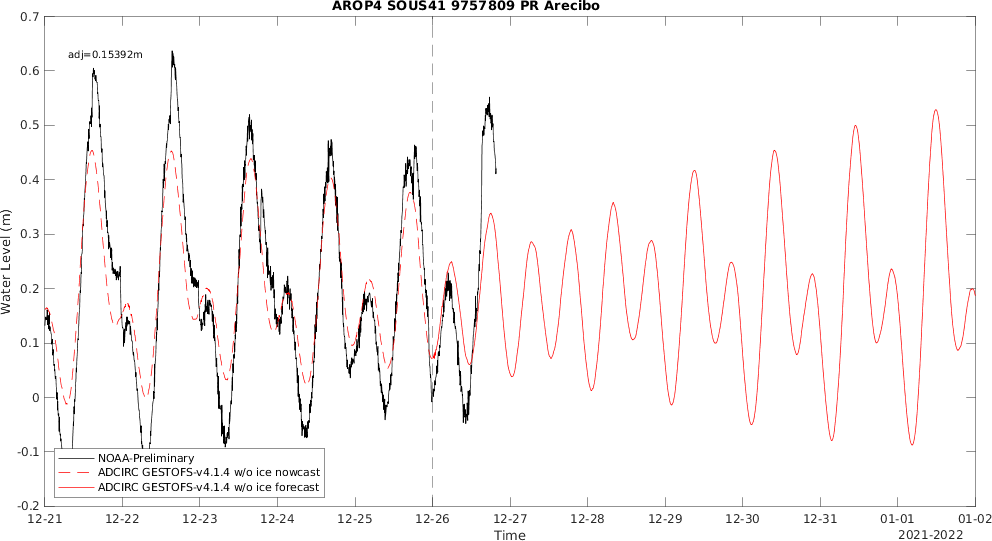 AROP4 SOUS41 9757809 PR Arecibo
adj=0.15392m
Water Level (m)
0.7
0.6
0.5
0.4
0.3
0.2
0.1
0
-0.1
-0.2
NOAA-Preliminary
ADCIRC GESTOFS-v4.1.4 w/o ice nowcast
ADCIRC GESTOFS-v4.1.4 w/o ice forecast
12-21 12-22 12-23 12-24 12-25 12-26 12-27 12-28 12-29 12-30 12-31 01-01 01-02
Time
2021-2022